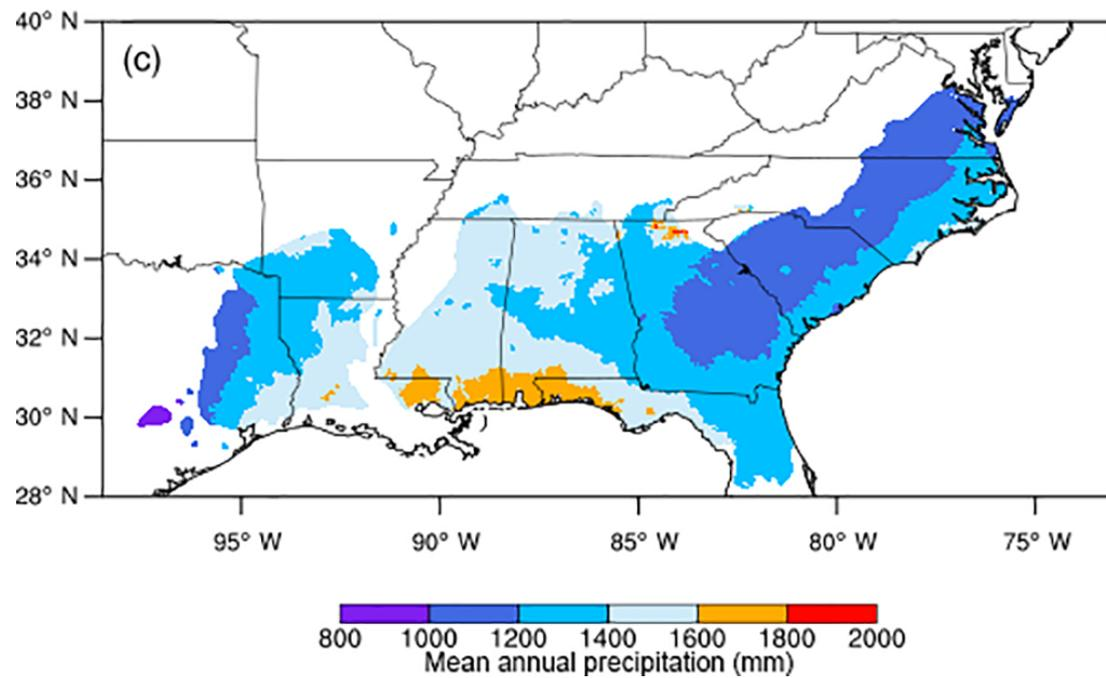 40° N
(c)
38° N
36° N
34° N
32° N
30° N
28° N
95° W 90° W 85° W 80° W 75° W
800 1000 1200 1400 1600 1800 2000
Mean annual precipitation (mm)